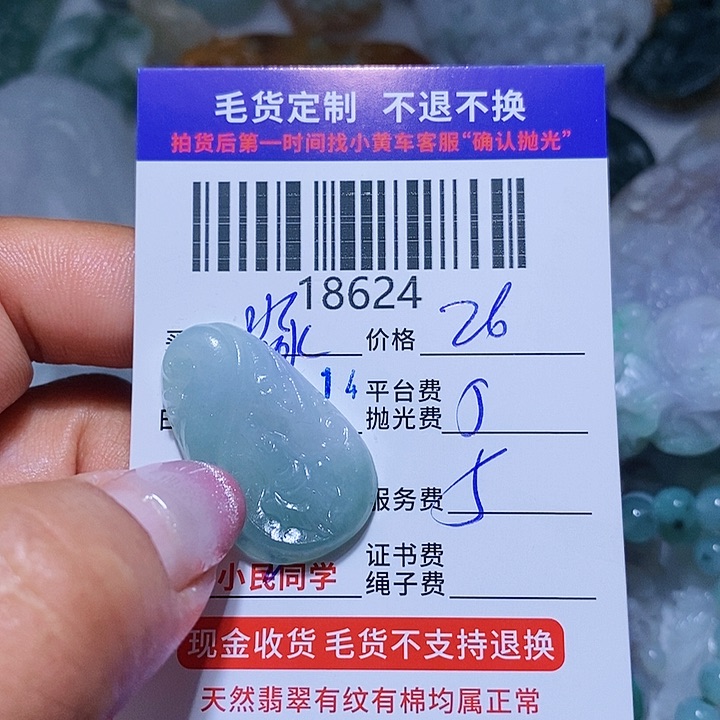 毛货定制 不退不换
拍货后第一时间找小黄车客服“确认抛光”
18624
价格 26
14 平台费
抛光费
服务费 5
证书费
小民同学 绳子费
现金收货 毛货不支持退换
天然翡翠有纹有棉均属正常